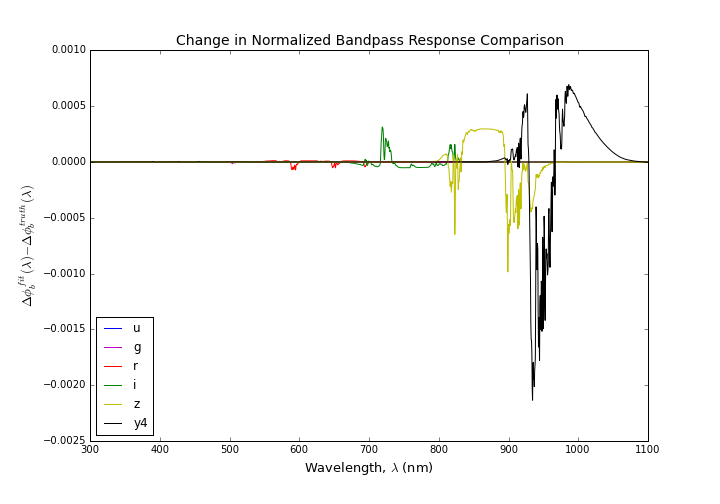 Change in Normalized Bandpass Response Comparison
0.0010
0.0005
0.0000
−0.0005
−0.0010
−0.0015
−0.0020
−0.0025
Δϕ_b^{fit}(λ)−Δϕ_b^{truth}(λ)
u
g
r
i
z
y4
300 400 500 600 700 800 900 1000 1100
Wavelength, λ (nm)